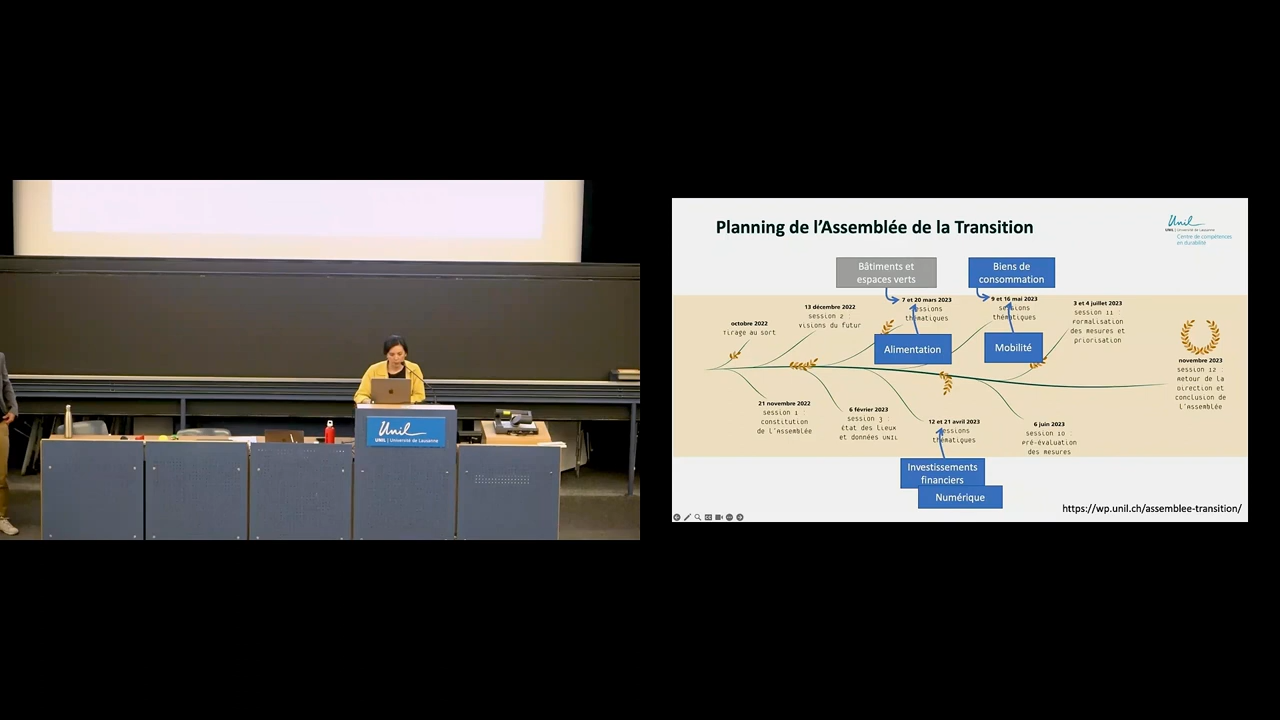 Unil
UNIL | Université de Lausanne
Planning de l'Assemblée de la Transition
Unil
UNIL | Université de Lausanne
Centre de compétences
en durabilité
Bâtiments et
espaces verts
Biens de
consommation
octobre 2022
Tirage au sort
13 décembre 2022
session 2 :
Visions du futur
7 et 20 mars 2023
sessions
thématiques
Alimentation
9 et 16 mai 2023
sessions
thématiques
Mobilité
3 et 4 juillet 2023
session 11 :
Formalisation
des mesures et
priorisation
novembre 2023
session 12 :
Retour de la
Direction et
conclusion de
l'Assemblée
21 novembre 2022
session 1 :
constitution
de l'Assemblée
6 février 2023
session 3 :
État des lieux
et données UNIL
12 et 21 avril 2023
sessions
thématiques
6 juin 2023
session 10 :
Pré-évaluation
des mesures
Investissements
financiers
Numérique
https://wp.unil.ch/assemblee-transition/